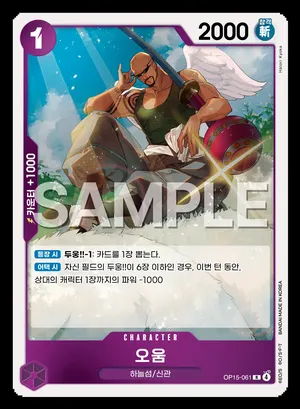 1
2000
참격
斬
카운터 +1000
SAMPLE
등장 시 두웅!!-1: 카드를 1장 뽑는다.
어택 시 자신 필드의 두웅!!이 6장 이하인 경우, 이번 턴 동안,
상대의 캐릭터 1장까지의 파워 -1000
CHARACTER
오움
하늘섬/신관
OP15-061 R